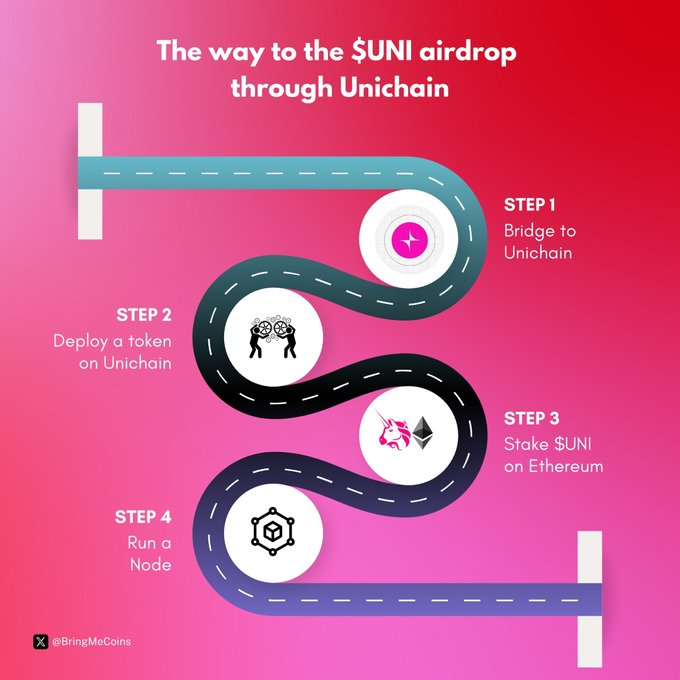 The way to the $UNI airdrop
through Unichain
STEP 1
Bridge to
Unichain
STEP 2
Deploy a token
on Unichain
STEP 3
Stake $UNI
on Ethereum
STEP 4
Run a
Node
X @BringMeCoins